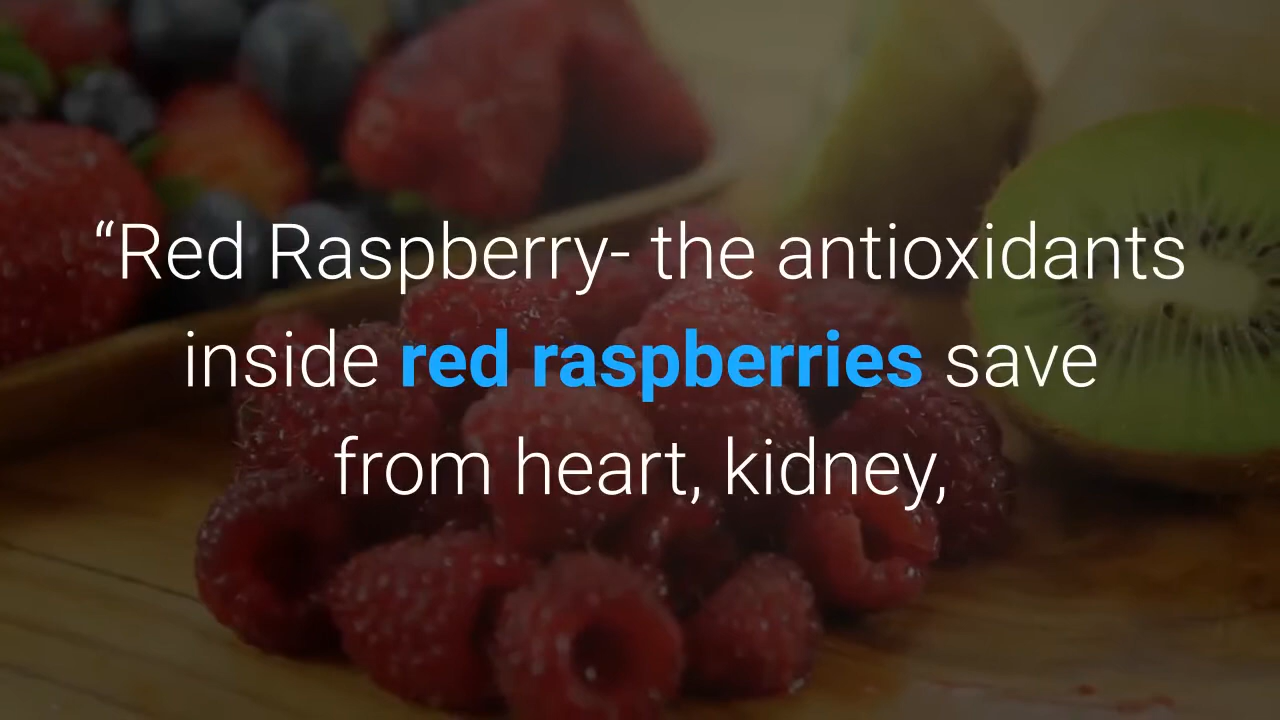 “Red Raspberry- the antioxidants
inside red raspberries save
from heart, kidney,